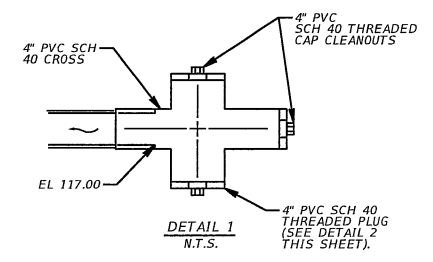 4" PVC
SCH 40 THREADED
CAP CLEANOUTS
4" PVC SCH
40 CROSS
EL 117.00
4" PVC SCH 40
THREADED PLUG
(SEE DETAIL 2
THIS SHEET).
DETAIL 1
N.T.S.